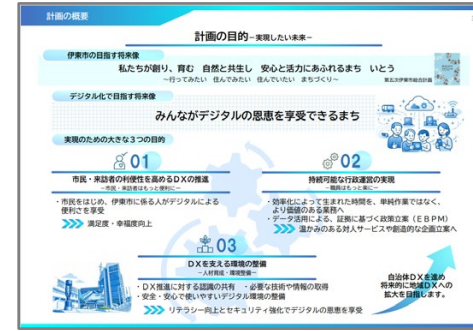 計画の概要
計画の目的-実現したい未来-
伊東市の目指す将来像
私たちが創り、育む 自然と共生し 安心と活力にあふれるまち いとう
～行ってみたい 住んでみたい 住んでいたい まちづくり～
第五次伊東市総合計画
デジタル化で目指す将来像
みんながデジタルの恩恵を享受できるまち
実現のための大きな3つの目的
01
市民・来訪者の利便性を高めるDXの推進
-市民・来訪者はもっと便利に-
・市民をはじめ、伊東市に係る人がデジタルによる
便利さを享受
満足度・幸福度向上
02
持続可能な行政運営の実現
-職員はもっと楽に-
・効率化によって生まれた時間を、単純作業ではなく、
より価値のある業務へ
・データ活用による、証拠に基づく政策立案(EBPM)
温かみのある対人サービスや創造的な企画立案へ
03
DXを支える環境の整備
-人材育成・環境整備-
・DX推進に対する認識の共有 ・必要な技術や情報の取得
・安全・安心で使いやすいデジタル環境の整備
リテラシー向上とセキュリティ強化でデジタルの恩恵を享受
自治体DXを進め
将来的に地域DXへの
拡大を目指します。